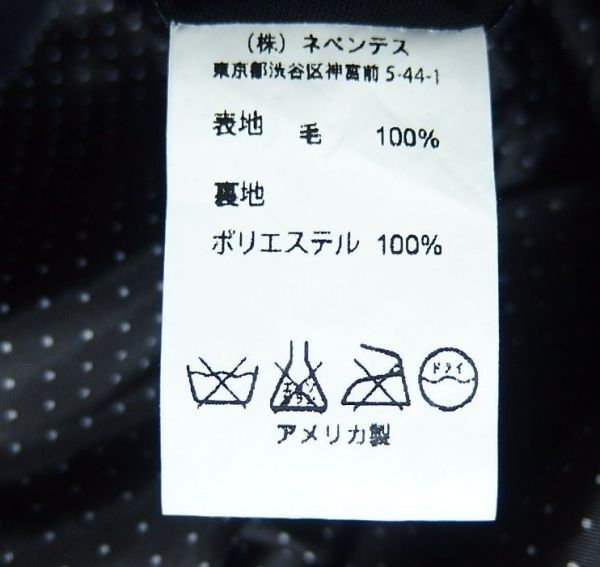 (株) ネペンテス
東京都渋谷区神宮前 5-44-1
表地 毛 100%
裏地
ポリエステル 100%
ドライ
アメリカ製